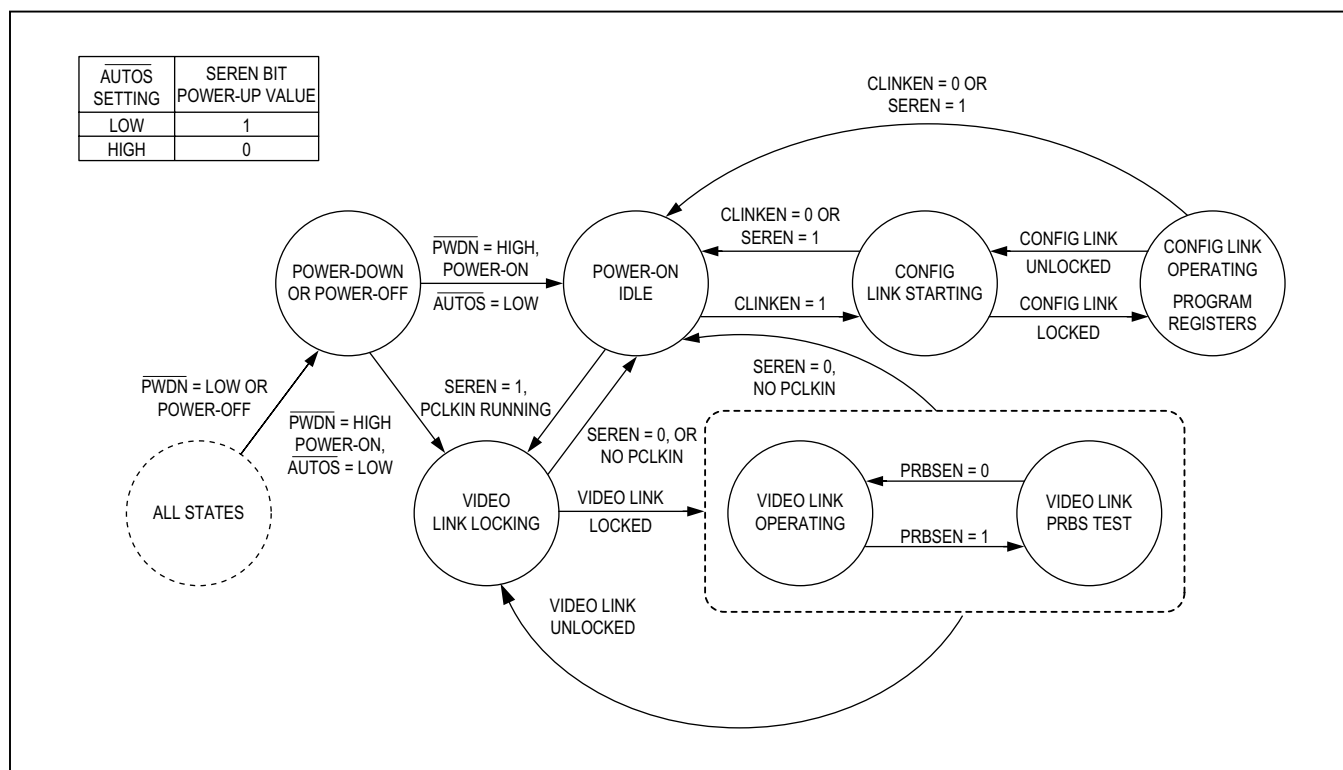 AUTOS
SETTING
SEREN BIT
POWER-UP VALUE
LOW
1
HIGH
0
CLINKEN = 0 OR
SEREN = 1
POWER-DOWN
OR POWER-OFF
PWDN = HIGH,
POWER-ON
AUTOS = LOW
POWER-ON
IDLE
CLINKEN = 0 OR
SEREN = 1
CLINKEN = 1
CONFIG
LINK STARTING
CONFIG LINK
UNLOCKED
CONFIG LINK
LOCKED
CONFIG LINK
OPERATING
PROGRAM
REGISTERS
PWDN = LOW OR
POWER-OFF
PWDN = HIGH
POWER-ON,
AUTOS = LOW
SEREN = 1,
PCLKIN RUNNING
SEREN = 0, OR
NO PCLKIN
SEREN = 0,
NO PCLKIN
ALL STATES
VIDEO
LINK LOCKING
VIDEO LINK
LOCKED
VIDEO LINK
OPERATING
PRBSEN = 0
PRBSEN = 1
VIDEO LINK
PRBS TEST
VIDEO LINK
UNLOCKED